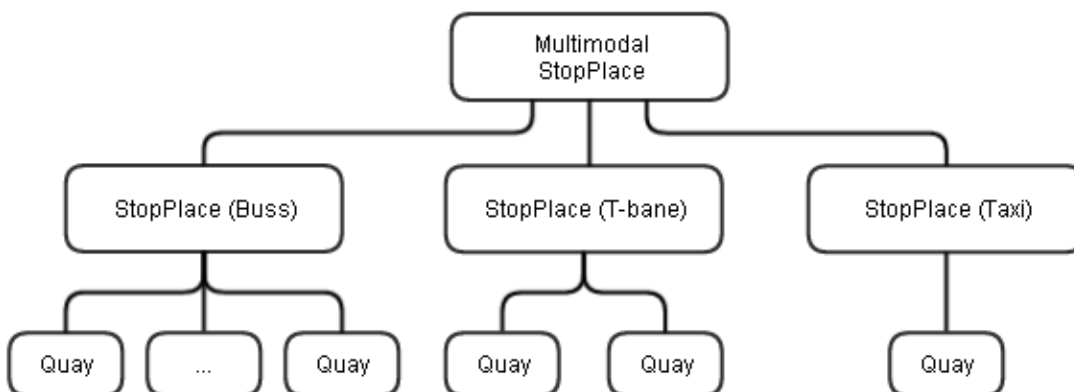 Multimodal
StopPlace
StopPlace (Buss)
StopPlace (T-bane)
StopPlace (Taxi)
Quay
...
Quay
Quay
Quay
Quay